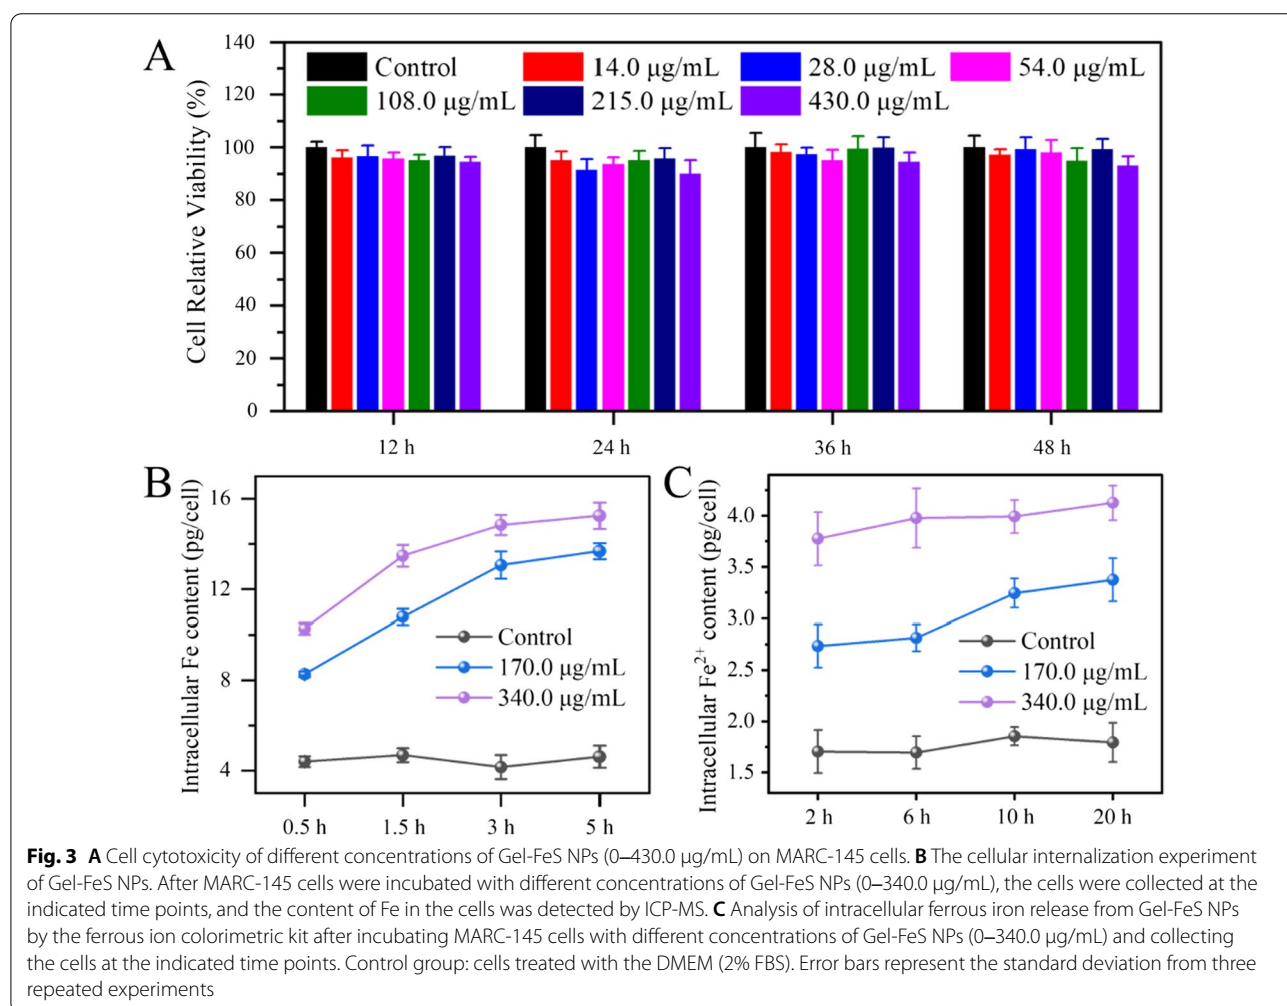 A
140
120
100
80
60
40
20
0
Cell Relative Viability (%)
Control 14.0 μg/mL 28.0 μg/mL 54.0 μg/mL
108.0 μg/mL 215.0 μg/mL 430.0 μg/mL
12 h 24 h 36 h 48 h
B
16
12
8
4
Intracellular Fe content (pg/cell)
Control
170.0 μg/mL
340.0 μg/mL
0.5 h 1.5 h 3 h 5 h
C
4.0
3.5
3.0
2.5
2.0
1.5
Intracellular Fe²⁺ content (pg/cell)
Control
170.0 μg/mL
340.0 μg/mL
2 h 6 h 10 h 20 h
Fig. 3 A Cell cytotoxicity of different concentrations of Gel-FeS NPs (0–430.0 μg/mL) on MARC-145 cells. B The cellular internalization experiment
of Gel-FeS NPs. After MARC-145 cells were incubated with different concentrations of Gel-FeS NPs (0–340.0 μg/mL), the cells were collected at the
indicated time points, and the content of Fe in the cells was detected by ICP-MS. C Analysis of intracellular ferrous iron release from Gel-FeS NPs
by the ferrous ion colorimetric kit after incubating MARC-145 cells with different concentrations of Gel-FeS NPs (0–340.0 μg/mL) and collecting
the cells at the indicated time points. Control group: cells treated with the DMEM (2% FBS). Error bars represent the standard deviation from three
repeated experiments